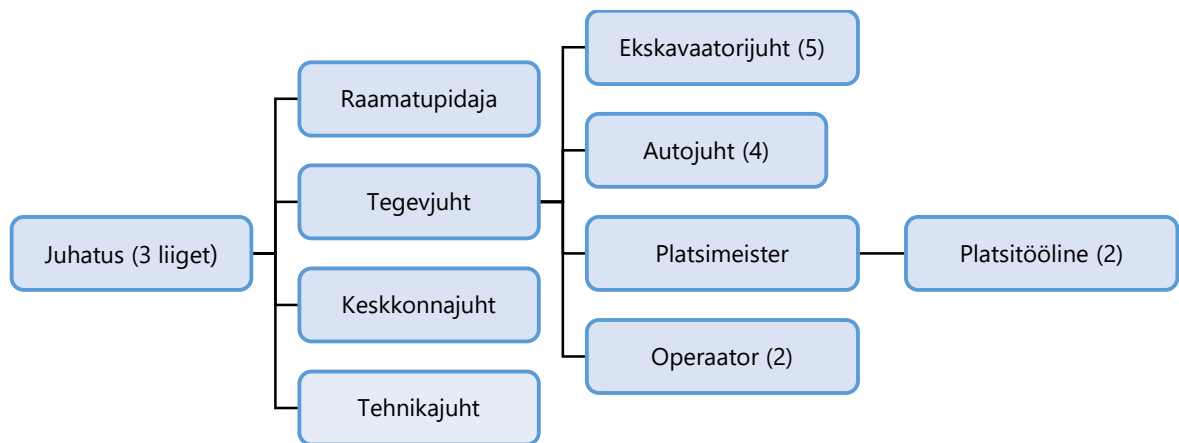 Juhatus (3 liiget)
Raamatupidaja
Tegevjuht
Keskkonnajuht
Tehnikajuht
Ekskavaatorijuht (5)
Autojuht (4)
Platsimeister
Operaator (2)
Platsitööline (2)